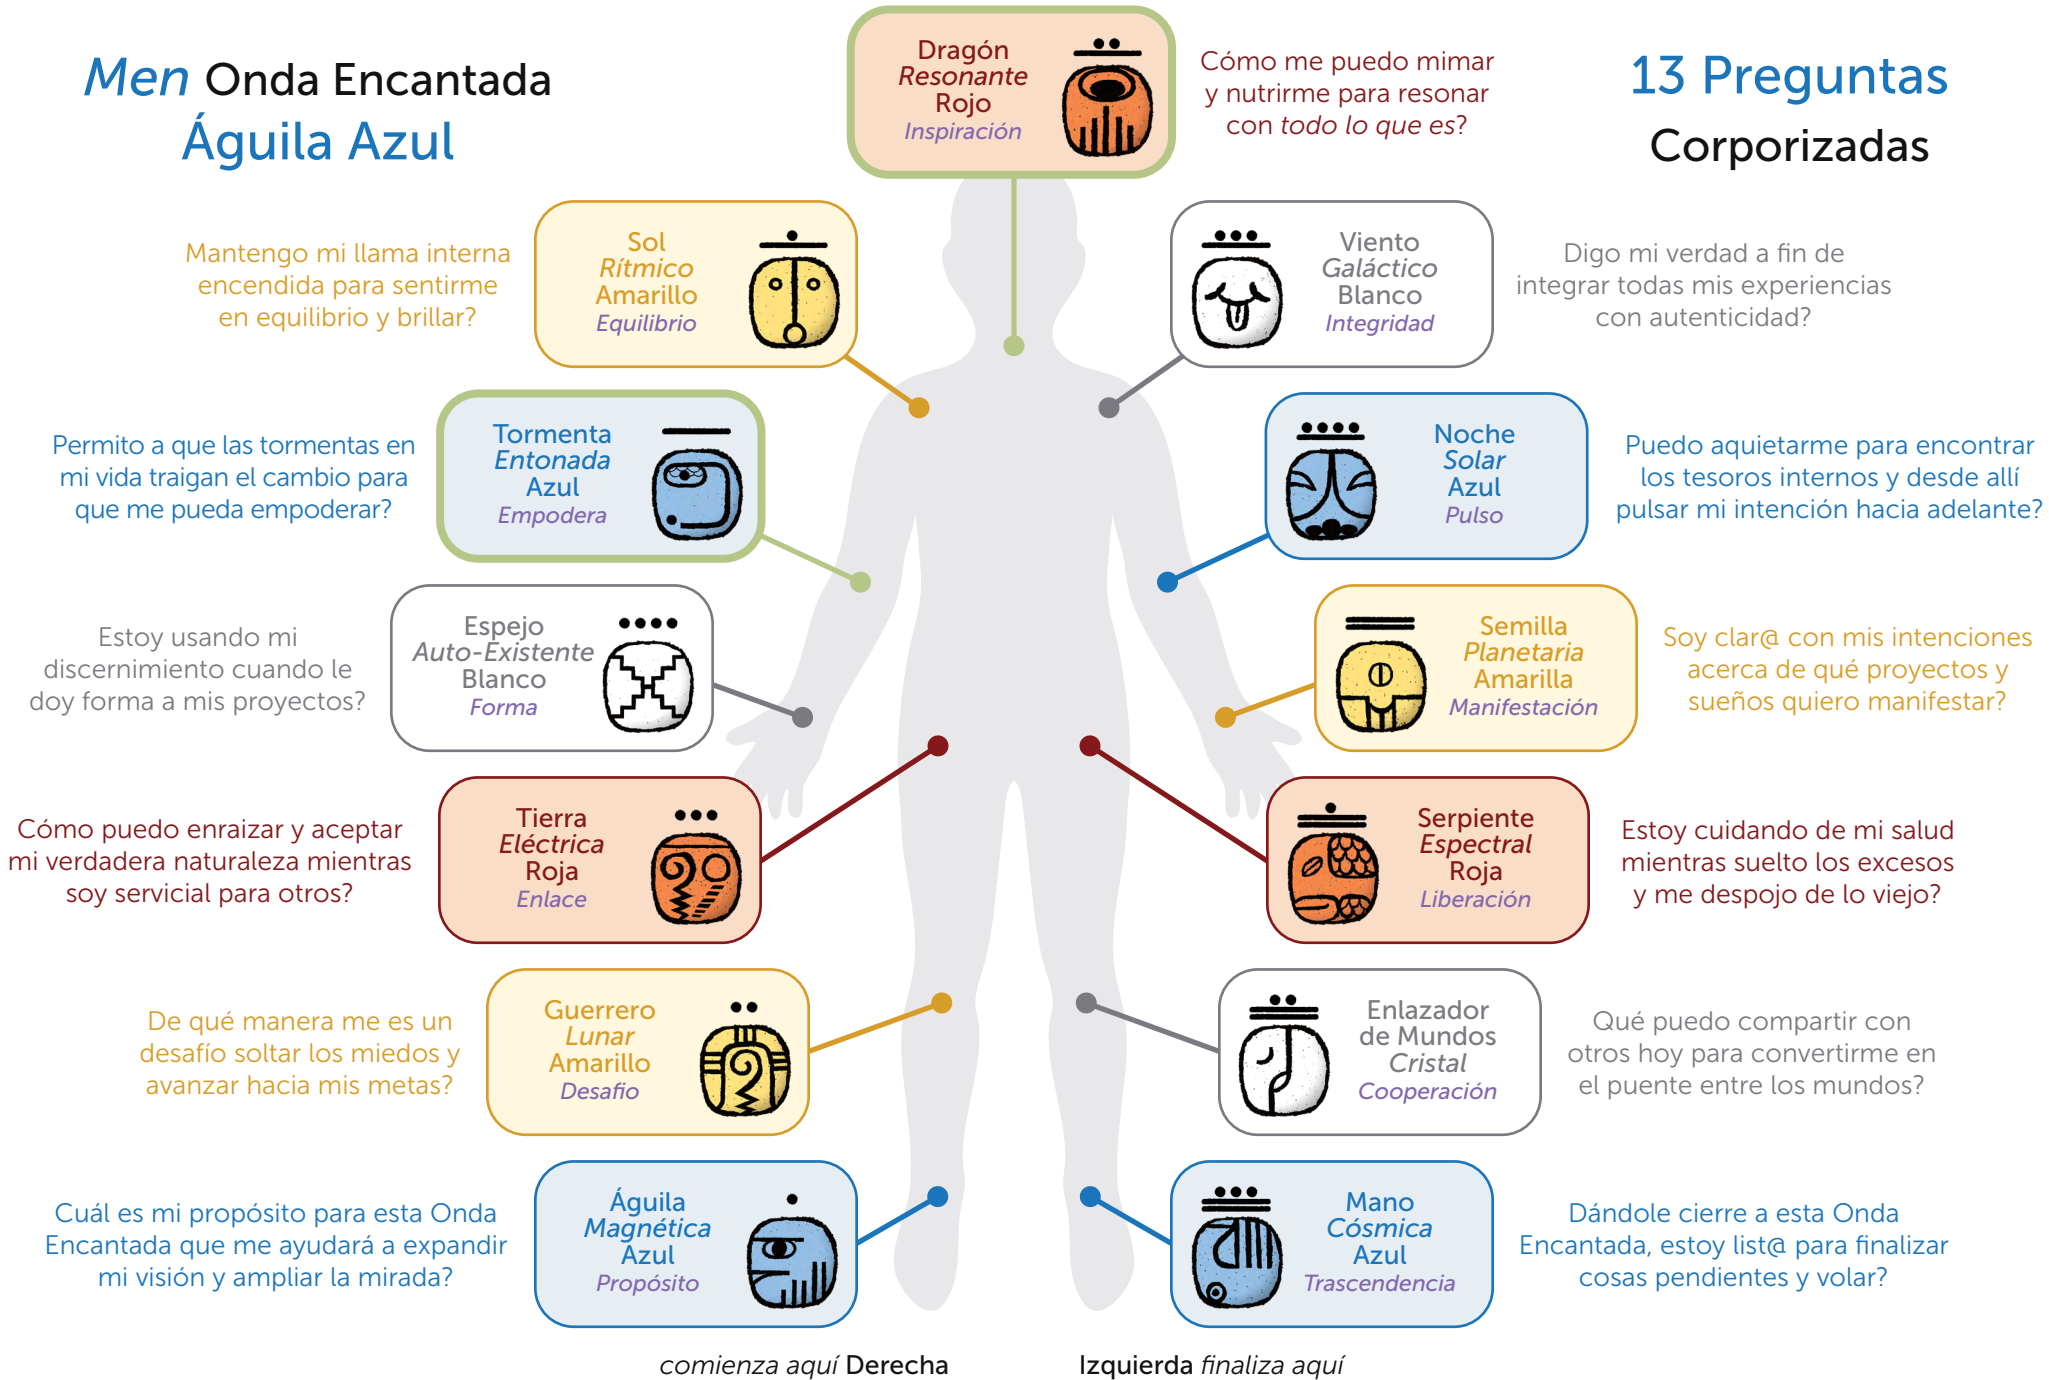 Men Onda Encantada
Águila Azul
13 Preguntas
Corporizadas
Dragón
Resonante
Rojo
Inspiración
Cómo me puedo mimar
y nutrirme para resonar
con todo lo que es?
Mantengo mi llama interna
encendida para sentirme
en equilibrio y brillar?
Sol
Rítmico
Amarillo
Equilibrio
Viento
Galáctico
Blanco
Integridad
Digo mi verdad a fin de
integrar todas mis experiencias
con autenticidad?
Permito a que las tormentas en
mi vida traigan el cambio para
que me pueda empoderar?
Tormenta
Entonada
Azul
Empodera
Noche
Solar
Azul
Pulso
Puedo aquietarme para encontrar
los tesoros internos y desde allí
pulsar mi intención hacia adelante?
Estoy usando mi
discernimiento cuando le
doy forma a mis proyectos?
Espejo
Auto-Existente
Blanco
Forma
Semilla
Planetaria
Amarilla
Manifestación
Soy clar@ con mis intenciones
acerca de qué proyectos y
sueños quiero manifestar?
Cómo puedo enraizar y aceptar
mi verdadera naturaleza mientras
soy servicial para otros?
Tierra
Eléctrica
Roja
Enlace
Serpiente
Espectral
Roja
Liberación
Estoy cuidando de mi salud
mientras suelto los excesos
y me despojo de lo viejo?
De qué manera me es un
desafío soltar los miedos y
avanzar hacia mis metas?
Guerrero
Lunar
Amarillo
Desafio
Enlazador
de Mundos
Cristal
Cooperación
Qué puedo compartir con
otros hoy para convertirme en
el puente entre los mundos?
Cuál es mi propósito para esta Onda
Encantada que me ayudará a expandir
mi visión y ampliar la mirada?
Águila
Magnética
Azul
Propósito
Mano
Cósmica
Azul
Trascendencia
Dándole cierre a esta Onda
Encantada, estoy list@ para finalizar
cosas pendientes y volar?
comienza aquí Derecha
Izquierda finaliza aquí